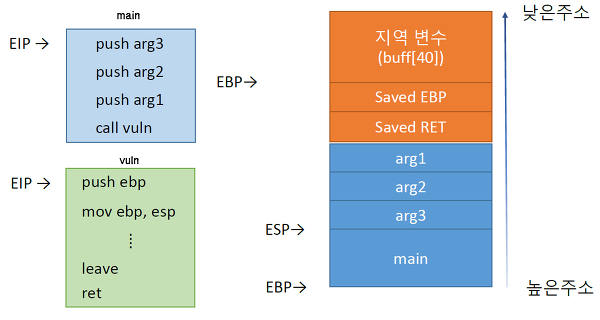 main
EIP →
push arg3
push arg2
push arg1
call vuln
vuln
EIP →
push ebp
mov ebp, esp
⋮
leave
ret
낮은주소
지역 변수
(buff[40])
EBP→
Saved EBP
Saved RET
arg1
arg2
arg3
ESP→
main
EBP→
높은주소